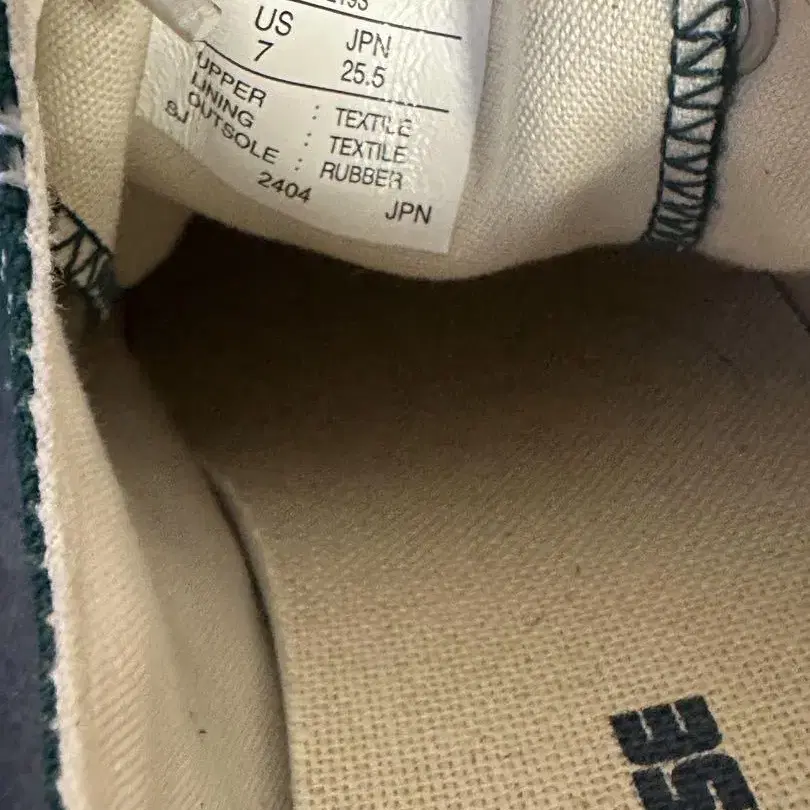 US JPN
7 25.5
UPPER : TEXTILE
LINING : TEXTILE
OUTSOLE : RUBBER
SJ 2404 JPN